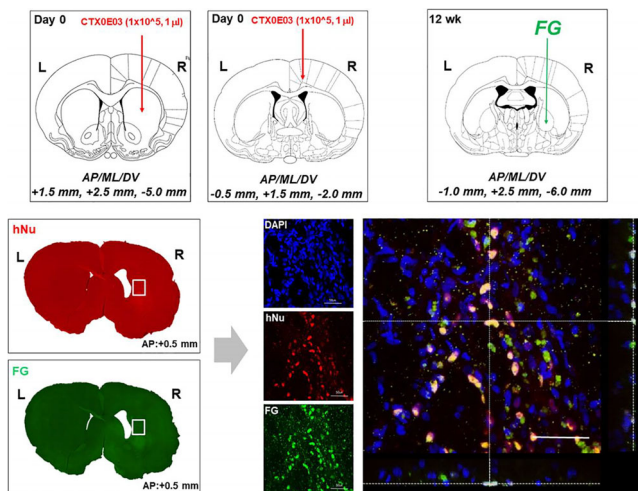 Day 0
CTX0E03 (1x10^5, 1 µl)
L
R
AP/ML/DV
+1.5 mm, +2.5 mm, -5.0 mm
Day 0
CTX0E03 (1x10^5, 1µl)
L
R
AP/ML/DV
-0.5 mm, +1.5 mm, -2.0 mm
12 wk
FG
L
R
AP/ML/DV
-1.0 mm, +2.5 mm, -6.0 mm
hNu
L
R
AP:+0.5 mm
FG
L
R
AP:+0.5 mm
DAPI
hNu
FG